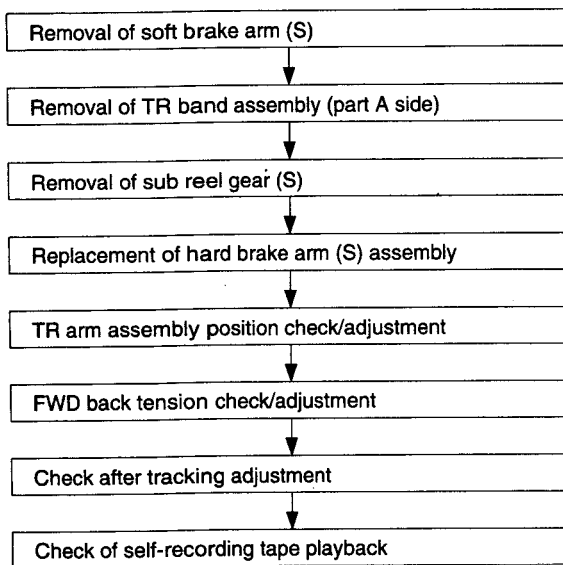 Removal of soft brake arm (S)
Removal of TR band assembly (part A side)
Removal of sub reel gear (S)
Replacement of hard brake arm (S) assembly
TR arm assembly position check/adjustment
FWD back tension check/adjustment
Check after tracking adjustment
Check of self-recording tape playback